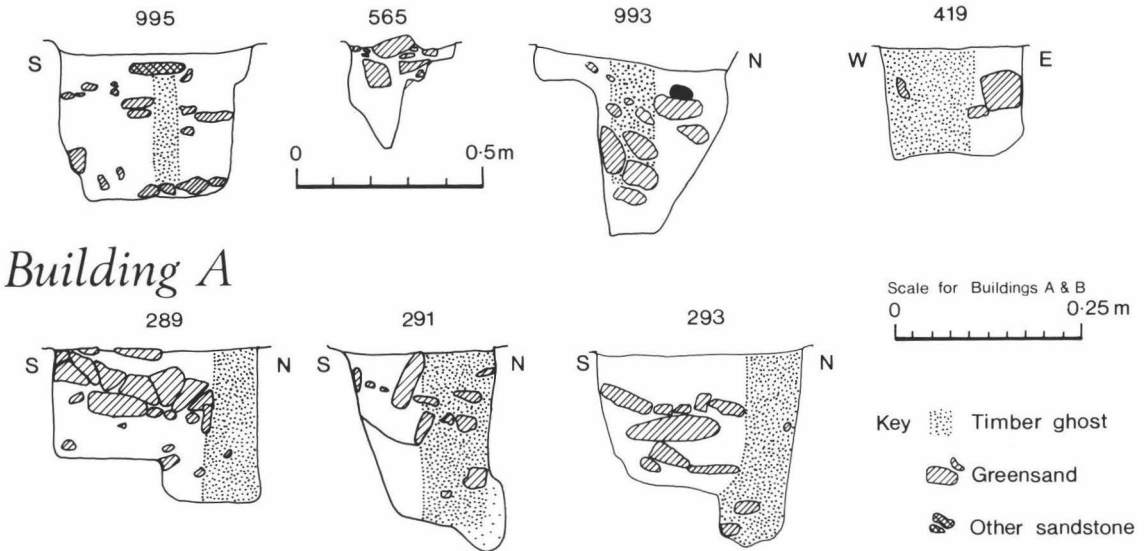 995 565 993 419
S N W E
0 0·5m
Building A
Scale for Buildings A & B
0 0·25m
289 291 293
S N S N S N
Key Timber ghost
Greensand
Other sandstone